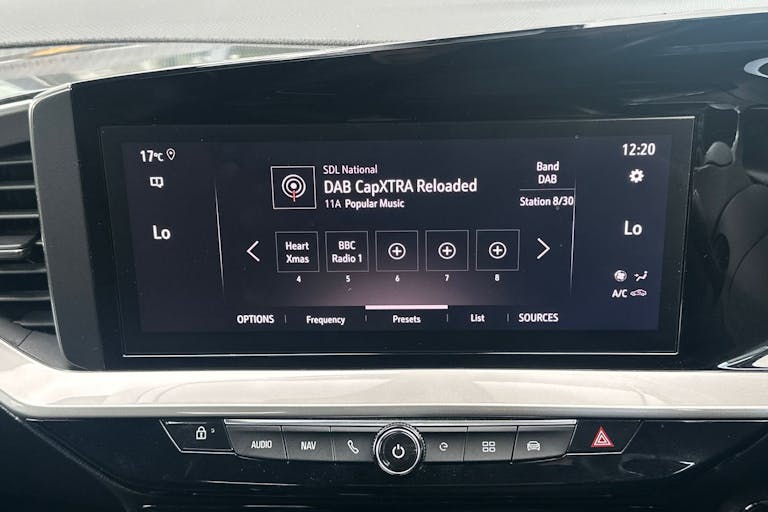 17°C
12:20
SDL National
DAB CapXTRA Reloaded
11A Popular Music
Band
DAB
Station 8/30
Lo
Lo
Heart
Xmas
BBC
Radio 1
4
5
6
7
8
A/C
OPTIONS
Frequency
Presets
List
SOURCES
AUDIO
NAV